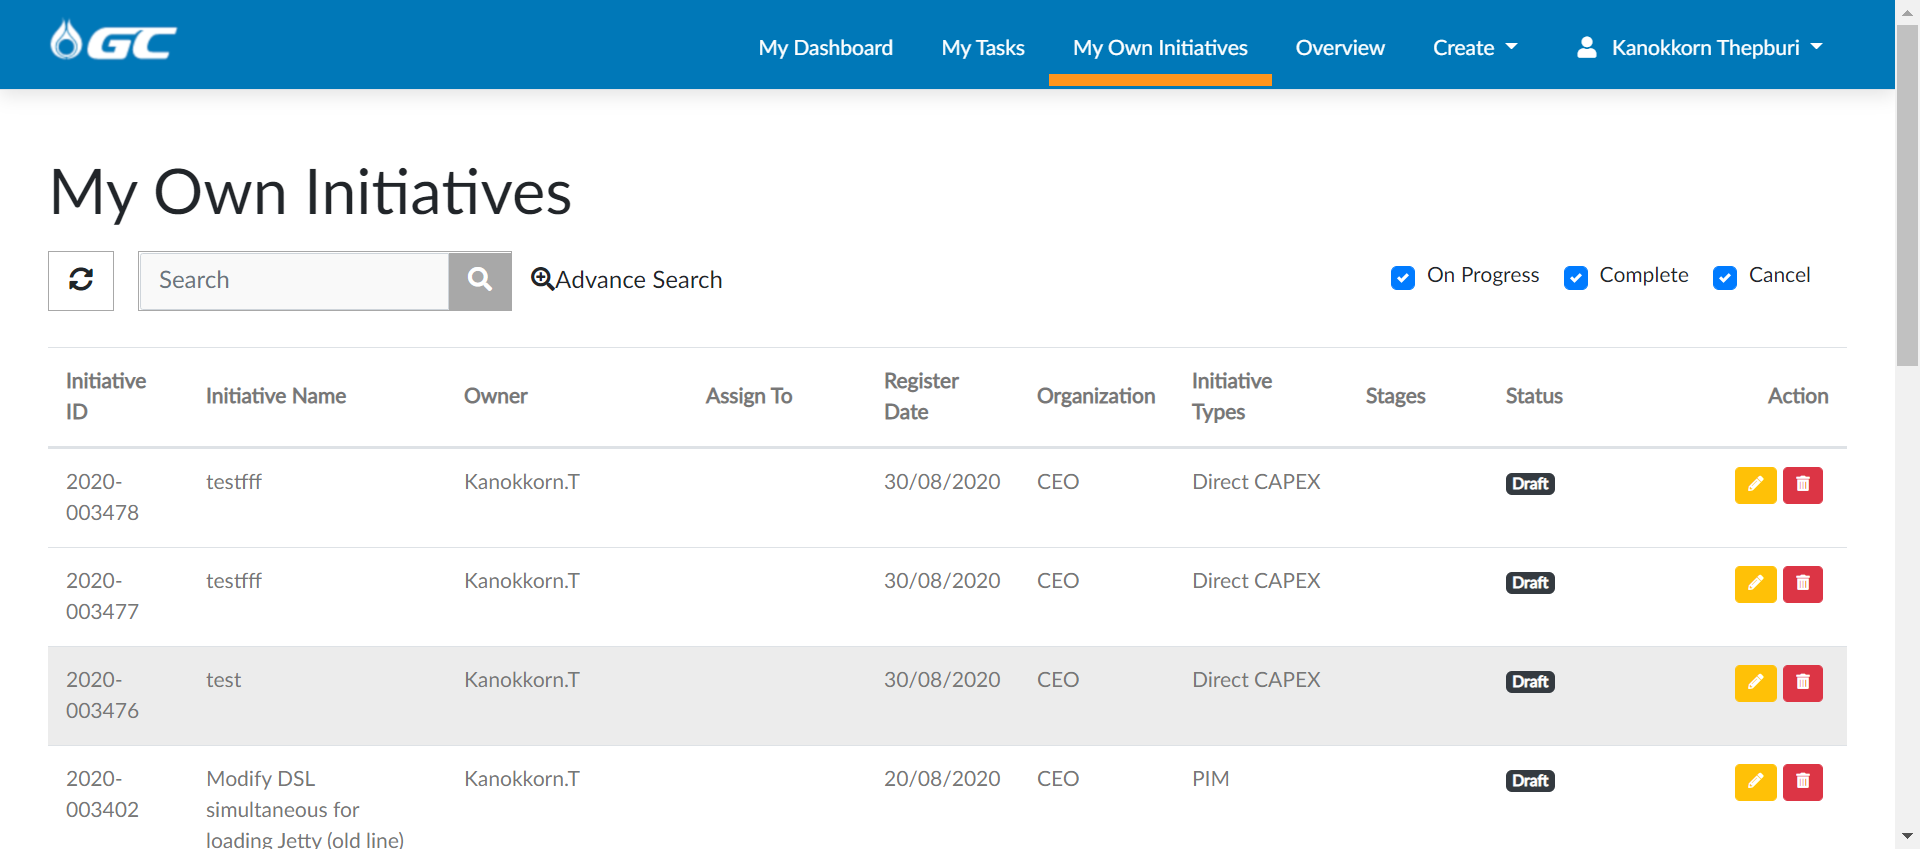 GC
My Dashboard My Tasks My Own Initiatives Overview Create Kanokkorn Thepburi
My Own Initiatives
Search Advance Search On Progress Complete Cancel
Initiative ID Initiative Name Owner Assign To Register Date Organization Initiative Types Stages Status Action
2020-003478 testfff Kanokkorn.T 30/08/2020 CEO Direct CAPEX Draft
2020-003477 testfff Kanokkorn.T 30/08/2020 CEO Direct CAPEX Draft
2020-003476 test Kanokkorn.T 30/08/2020 CEO Direct CAPEX Draft
2020-003402 Modify DSL simultaneous for loading Jetty (old line) Kanokkorn.T 20/08/2020 CEO PIM Draft